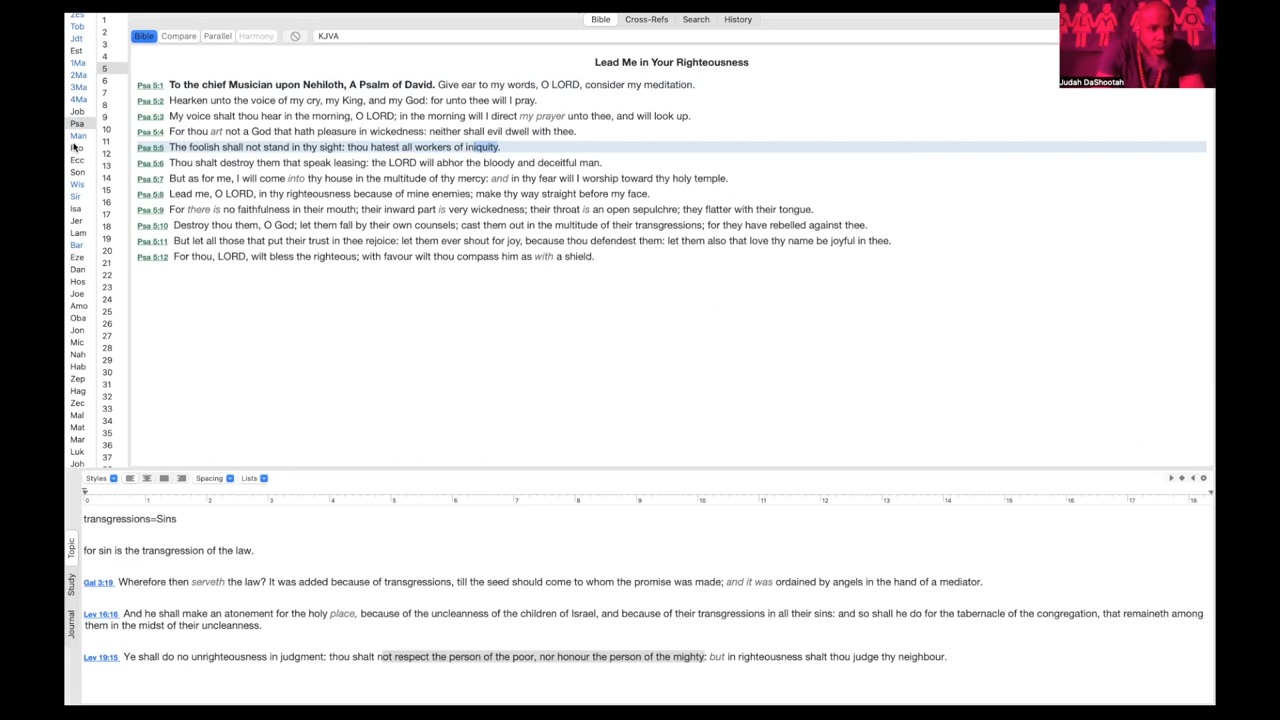 Bible Cross-Refs Search History
Bible Compare Parallel Harmony KJVA
Judah DaShootah
2Es
Tob
Jdt
Est
1Ma
2Ma
3Ma
4Ma
Job
Psa
Man
Ecc
Son
Wis
Sir
Isa
Jer
Lam
Bar
Eze
Dan
Hos
Joe
Amo
Oba
Jon
Mic
Nah
Hab
Zep
Hag
Zec
Mal
Mat
Mar
Luk
Joh
1
2
3
4
5
6
7
8
9
10
11
12
13
14
15
16
17
18
19
20
21
22
23
24
25
26
27
28
29
30
31
32
33
34
35
36
37
Lead Me in Your Righteousness
Psa 5:1 To the chief Musician upon Nehiloth, A Psalm of David. Give ear to my words, O LORD, consider my meditation.
Psa 5:2 Hearken unto the voice of my cry, my King, and my God: for unto thee will I pray.
Psa 5:3 My voice shalt thou hear in the morning, O LORD; in the morning will I direct my prayer unto thee, and will look up.
Psa 5:4 For thou art not a God that hath pleasure in wickedness: neither shall evil dwell with thee.
Psa 5:5 The foolish shall not stand in thy sight: thou hatest all workers of iniquity.
Psa 5:6 Thou shalt destroy them that speak leasing: the LORD will abhor the bloody and deceitful man.
Psa 5:7 But as for me, I will come into thy house in the multitude of thy mercy: and in thy fear will I worship toward thy holy temple.
Psa 5:8 Lead me, O LORD, in thy righteousness because of mine enemies; make thy way straight before my face.
Psa 5:9 For there is no faithfulness in their mouth; their inward part is very wickedness; their throat is an open sepulchre; they flatter with their tongue.
Psa 5:10 Destroy thou them, O God; let them fall by their own counsels; cast them out in the multitude of their transgressions; for they have rebelled against thee.
Psa 5:11 But let all those that put their trust in thee rejoice: let them ever shout for joy, because thou defendest them: let them also that love thy name be joyful in thee.
Psa 5:12 For thou, LORD, wilt bless the righteous; with favour wilt thou compass him as with a shield.
Styles Spacing Lists
0 1 2 3 4 5 6 7 8 9 10 11 12 13 14 15 16 17 18
Topic
Study
Journal
transgressions=Sins
for sin is the transgression of the law.
Gal 3:19 Wherefore then serveth the law? It was added because of transgressions, till the seed should come to whom the promise was made; and it was ordained by angels in the hand of a mediator.
Lev 16:16 And he shall make an atonement for the holy place, because of the uncleanness of the children of Israel, and because of their transgressions in all their sins: and so shall he do for the tabernacle of the congregation, that remaineth among
them in the midst of their uncleanness.
Lev 19:15 Ye shall do no unrighteousness in judgment: thou shalt not respect the person of the poor, nor honour the person of the mighty: but in righteousness shalt thou judge thy neighbour.